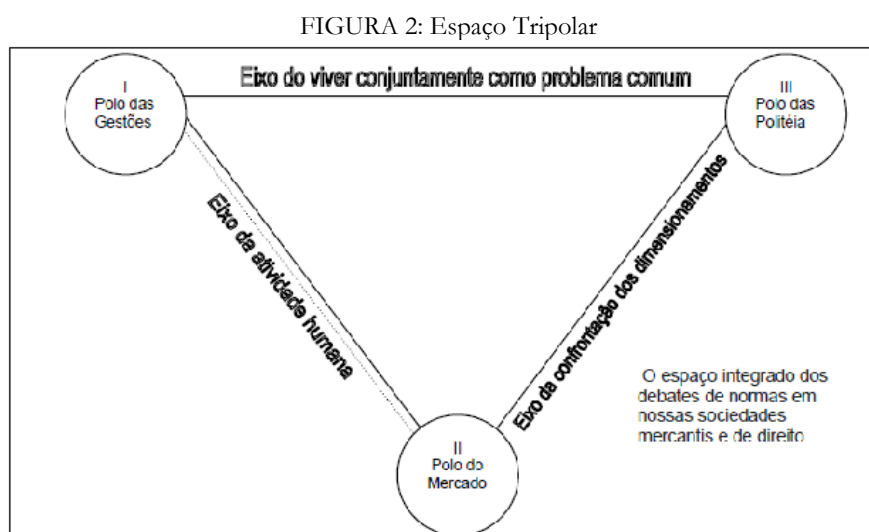 FIGURA 2: Espaço Tripolar
Eixo do viver conjuntamente como problema comum
I
Polo das
Gestões
III
Polo das
Politéia
Eixo da atividade humana
Eixo da confrontação dos dimensionamentos
II
Polo do
Mercado
O espaço integrado dos
debates de normas em
nossas sociedades
mercantis e de direito